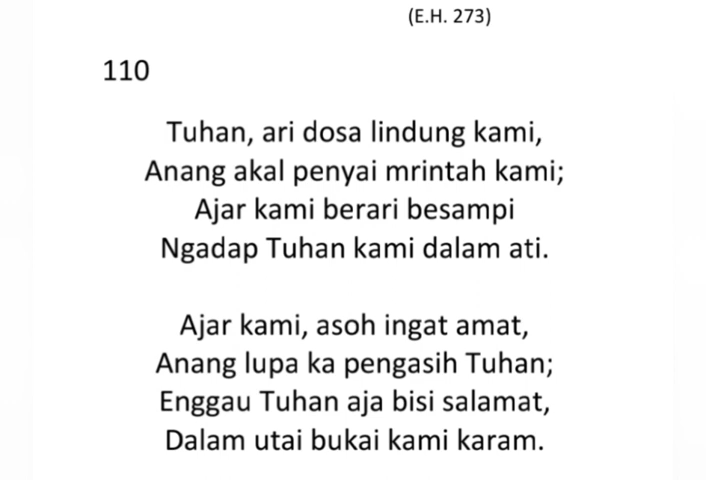 (E.H. 273)
110
Tuhan, ari dosa lindung kami,
Anang akal penyai mrintah kami;
Ajar kami berari besampi
Ngadap Tuhan kami dalam ati.
Ajar kami, asoh ingat amat,
Anang lupa ka pengasih Tuhan;
Enggau Tuhan aja bisi salamat,
Dalam utai bukai kami karam.